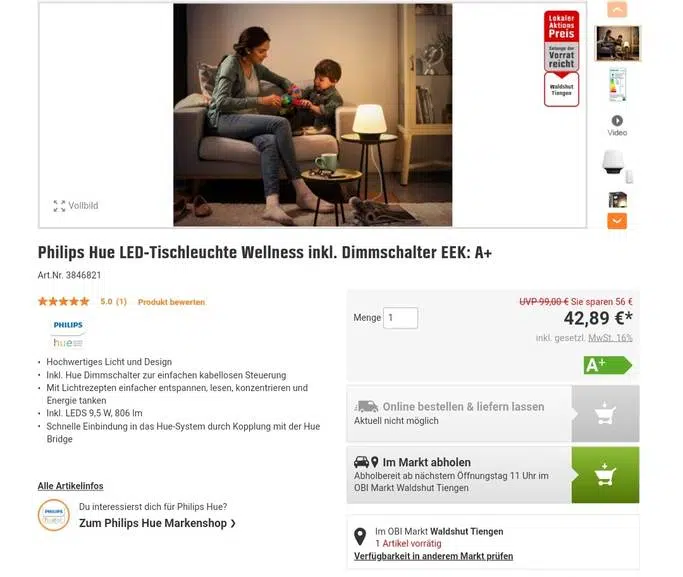 Lokaler
Aktions
Preis
Solange der
Vorrat
reicht
Waldshut
Tiengen
Vollbild
Video
Philips Hue LED-Tischleuchte Wellness inkl. Dimmschalter EEK: A+
Art.Nr. 3846821
5.0 (1) Produkt bewerten
PHILIPS
hue
Hochwertiges Licht und Design
Inkl. Hue Dimmschalter zur einfachen kabellosen Steuerung
Mit Lichtrezepten einfacher entspannen, lesen, konzentrieren und
Energie tanken
Inkl. LEDS 9,5 W, 806 lm
Schnelle Einbindung in das Hue-System durch Kopplung mit der Hue
Bridge
Alle Artikelinfos
PHILIPS
hue
Du interessierst dich für Philips Hue?
Zum Philips Hue Markenshop
UVP 99,00 € Sie sparen 56 €
Menge 1
42,89 €*
inkl. gesetzl. MwSt. 16%
A+
Online bestellen & liefern lassen
Aktuell nicht möglich
Im Markt abholen
Abholbereit ab nächstem Öffnungstag 11 Uhr im
OBI Markt Waldshut Tiengen
Im OBI Markt Waldshut Tiengen
1 Artikel vorrätig
Verfügbarkeit in anderem Markt prüfen